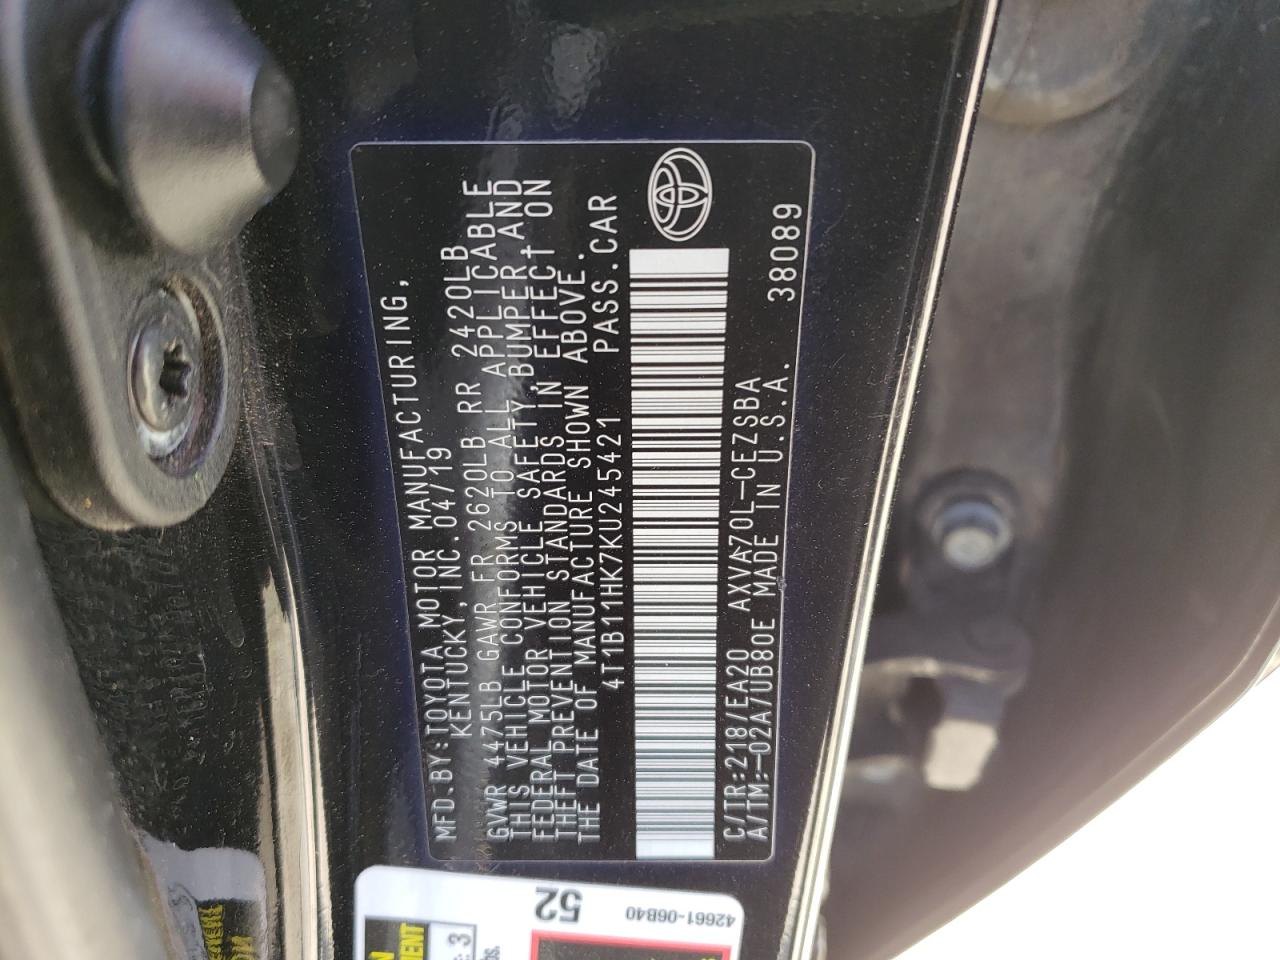 MFD.BY:TOYOTA MOTOR MANUFACTURING,
KENTUCKY, INC. 04/19
GVWR 4475LB GAWR FR 2620LB RR 2420LB
THIS VEHICLE CONFORMS TO ALL APPLICABLE
FEDERAL MOTOR VEHICLE SAFETY, BUMPER AND
THEFT PREVENTION STANDARDS IN EFFECT ON
THE DATE OF MANUFACTURE SHOWN ABOVE.
4T1B11HK7KU245421 PASS.CAR
C/TR:218/EA20 AXVA70L-CEZSBA 38089
A/TM:-02A/UB80E MADE IN U.S.A.
52
42661-06B40
3